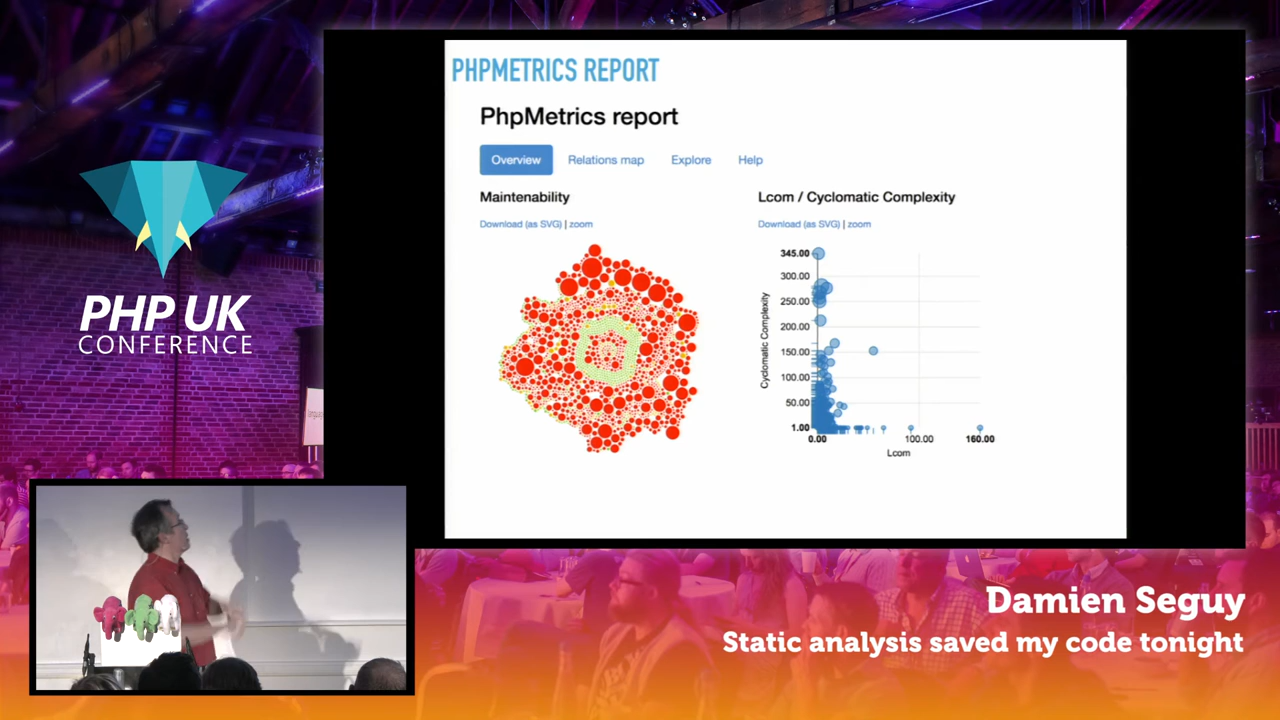 PHPMETRICS REPORT
PhpMetrics report
Overview Relations map Explore Help
Maintenability
Download (as SVG) | zoom
Lcom / Cyclomatic Complexity
Download (as SVG) | zoom
345.00
300.00
250.00
200.00
150.00
100.00
50.00
1.00
Cyclomatic Complexity
0.00 100.00 160.00
Lcom
PHP UK
CONFERENCE
Damien Seguy
Static analysis saved my code tonight